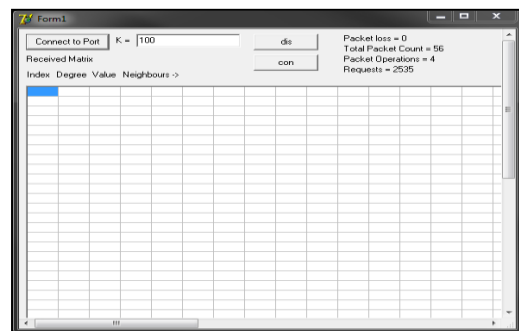 Form1
Connect to Port K = 100 dis
Packet loss = 0
Total Packet Count = 56
Received Matrix con
Packet Operations = 4
Requests = 2535
Index Degree Value Neighbours ->